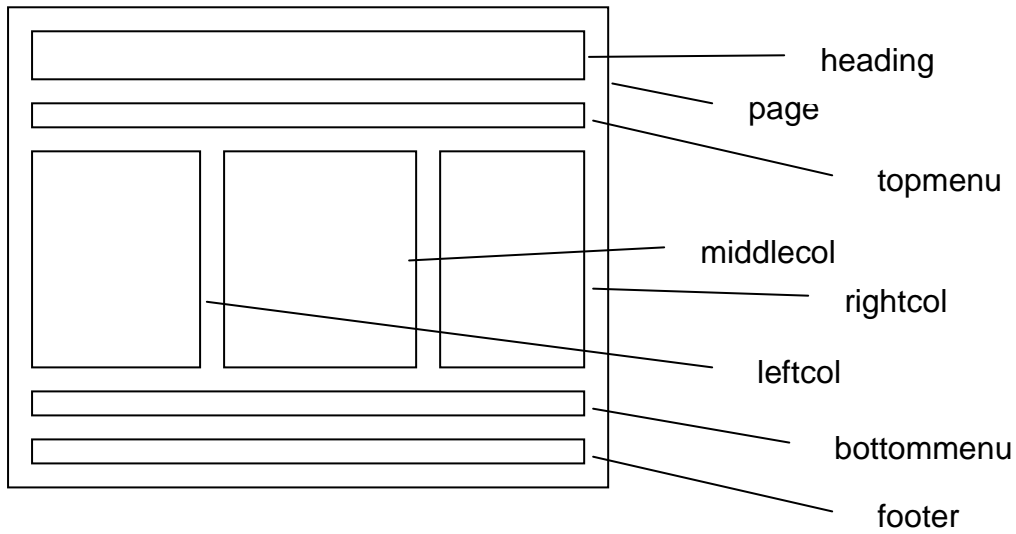 heading
page
topmenu
middlecol
rightcol
leftcol
bottommenu
footer